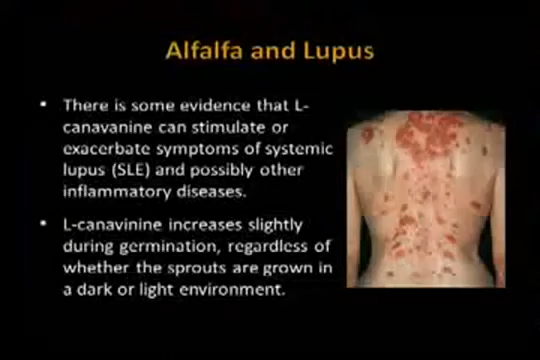 Alfalfa and Lupus
• There is some evidence that L-
canavanine can stimulate or
exacerbate symptoms of systemic
lupus (SLE) and possibly other
inflammatory diseases.
• L-canavinine increases slightly
during germination, regardless of
whether the sprouts are grown in
a dark or light environment.